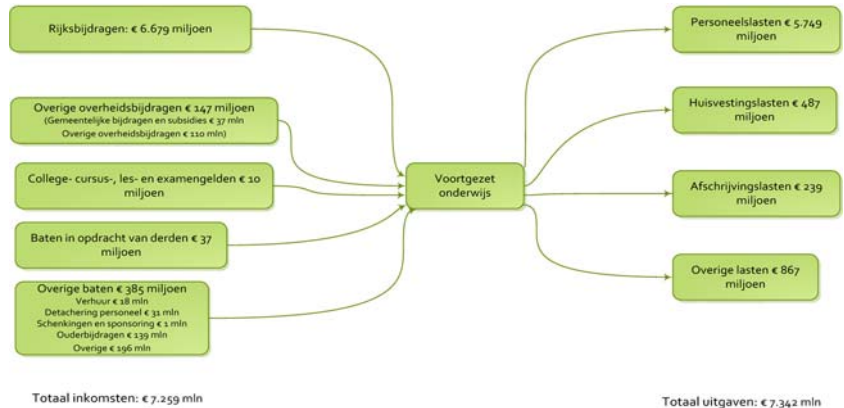 Rijksbijdragen: € 6.679 miljoen
Overige overheidsbijdragen € 147 miljoen
(Gemeentelijke bijdragen en subsidies € 37 mln
Overige overheidsbijdragen € 110 mln)
College- cursus-, les- en examengelden € 10
miljoen
Baten in opdracht van derden € 37
miljoen
Overige baten € 385 miljoen
Verhuur € 18 mln
Detachering personeel € 31 mln
Schenkingen en sponsoring € 1 mln
Ouderbijdragen € 139 mln
Overige € 196 mln
Totaal inkomsten: € 7.259 mln
Voortgezet
onderwijs
Personeelslasten € 5.749
miljoen
Huisvestingslasten € 487
miljoen
Afschrijvingslasten € 239
miljoen
Overige lasten € 867
miljoen
Totaal uitgaven: € 7.342 mln